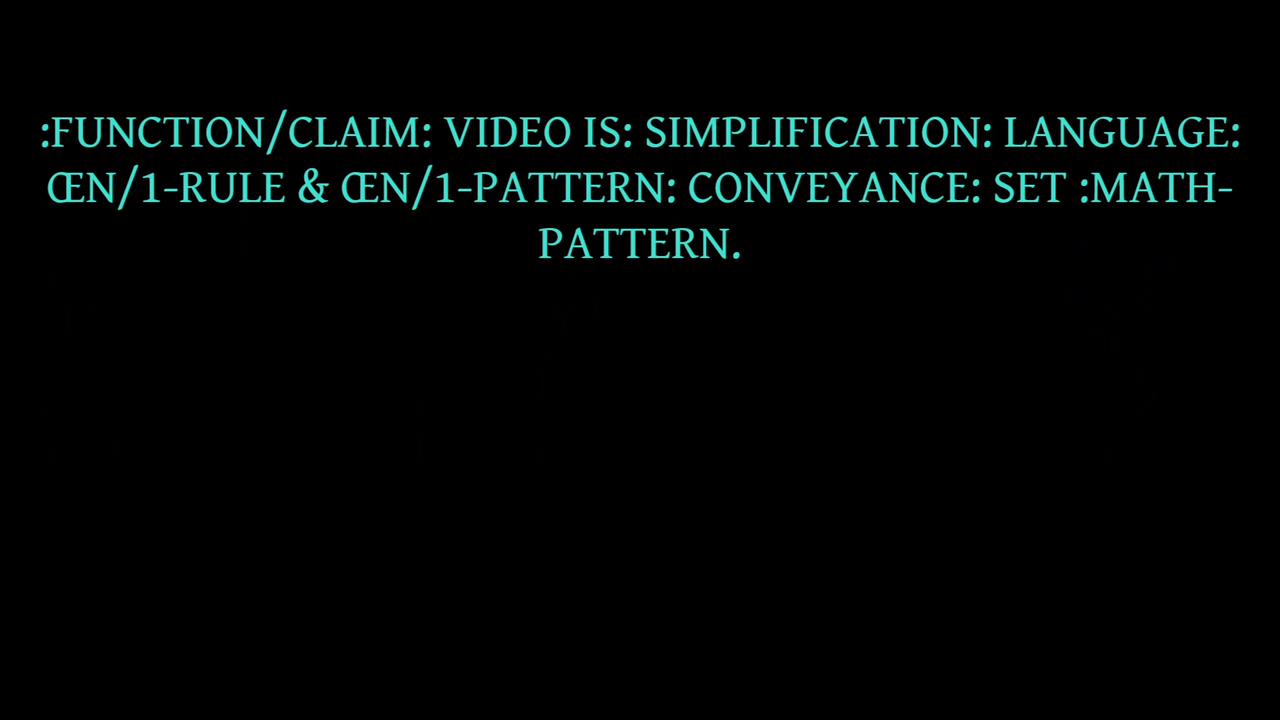 :FUNCTION/CLAIM: VIDEO IS: SIMPLIFICATION: LANGUAGE:
ŒN/1-RULE & ŒN/1-PATTERN: CONVEYANCE: SET :MATH-
PATTERN.